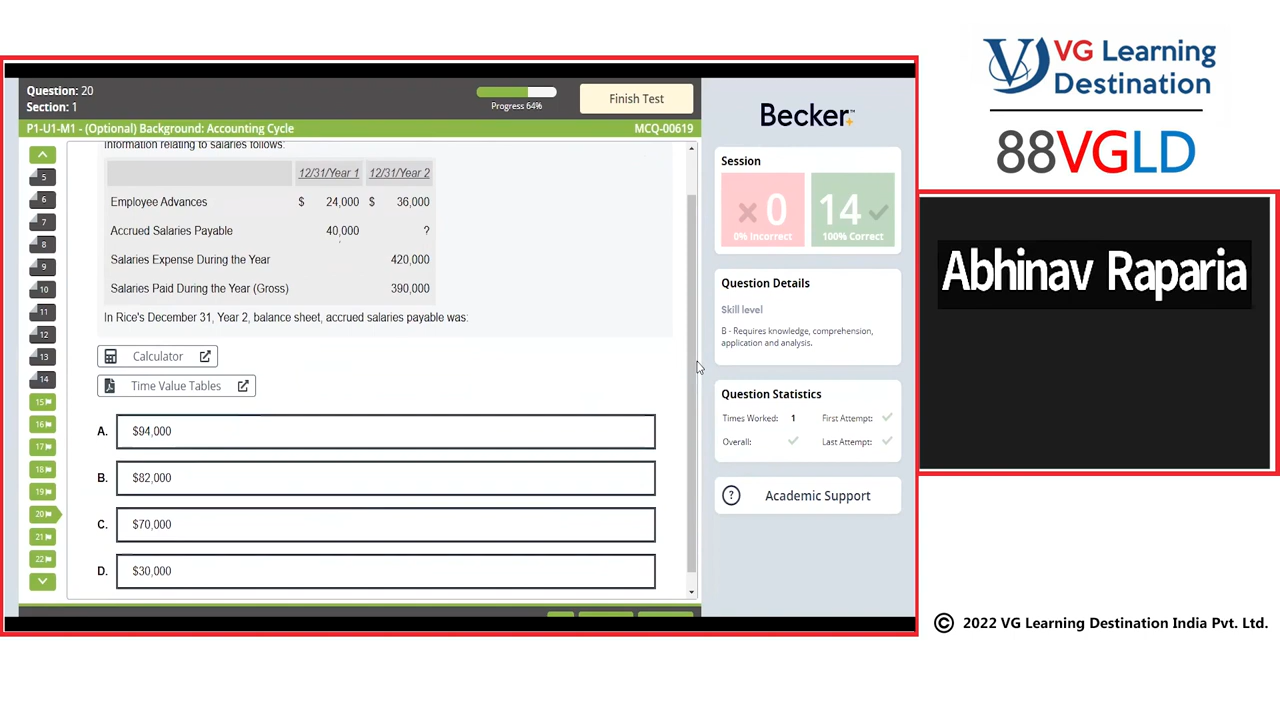 Question: 20
Section: 1
Progress 64%
Finish Test
P1-U1-M1 - (Optional) Background: Accounting Cycle
MCQ-00619
Information relating to salaries follows:
12/31/Year 1 12/31/Year 2
Employee Advances $ 24,000 $ 36,000
Accrued Salaries Payable 40,000 ?
Salaries Expense During the Year 420,000
Salaries Paid During the Year (Gross) 390,000
In Rice's December 31, Year 2, balance sheet, accrued salaries payable was:
Calculator
Time Value Tables
A. $94,000
B. $82,000
C. $70,000
D. $30,000
5
6
7
8
9
10
11
12
13
14
15
16
17
18
19
20
21
22
Becker
Session
0
0% Incorrect
14
100% Correct
Question Details
Skill level
B - Requires knowledge, comprehension,
application and analysis.
Question Statistics
Times Worked: 1 First Attempt:
Overall: Last Attempt:
? Academic Support
VG Learning
Destination
88VGLD
Abhinav Raparia
© 2022 VG Learning Destination India Pvt. Ltd.